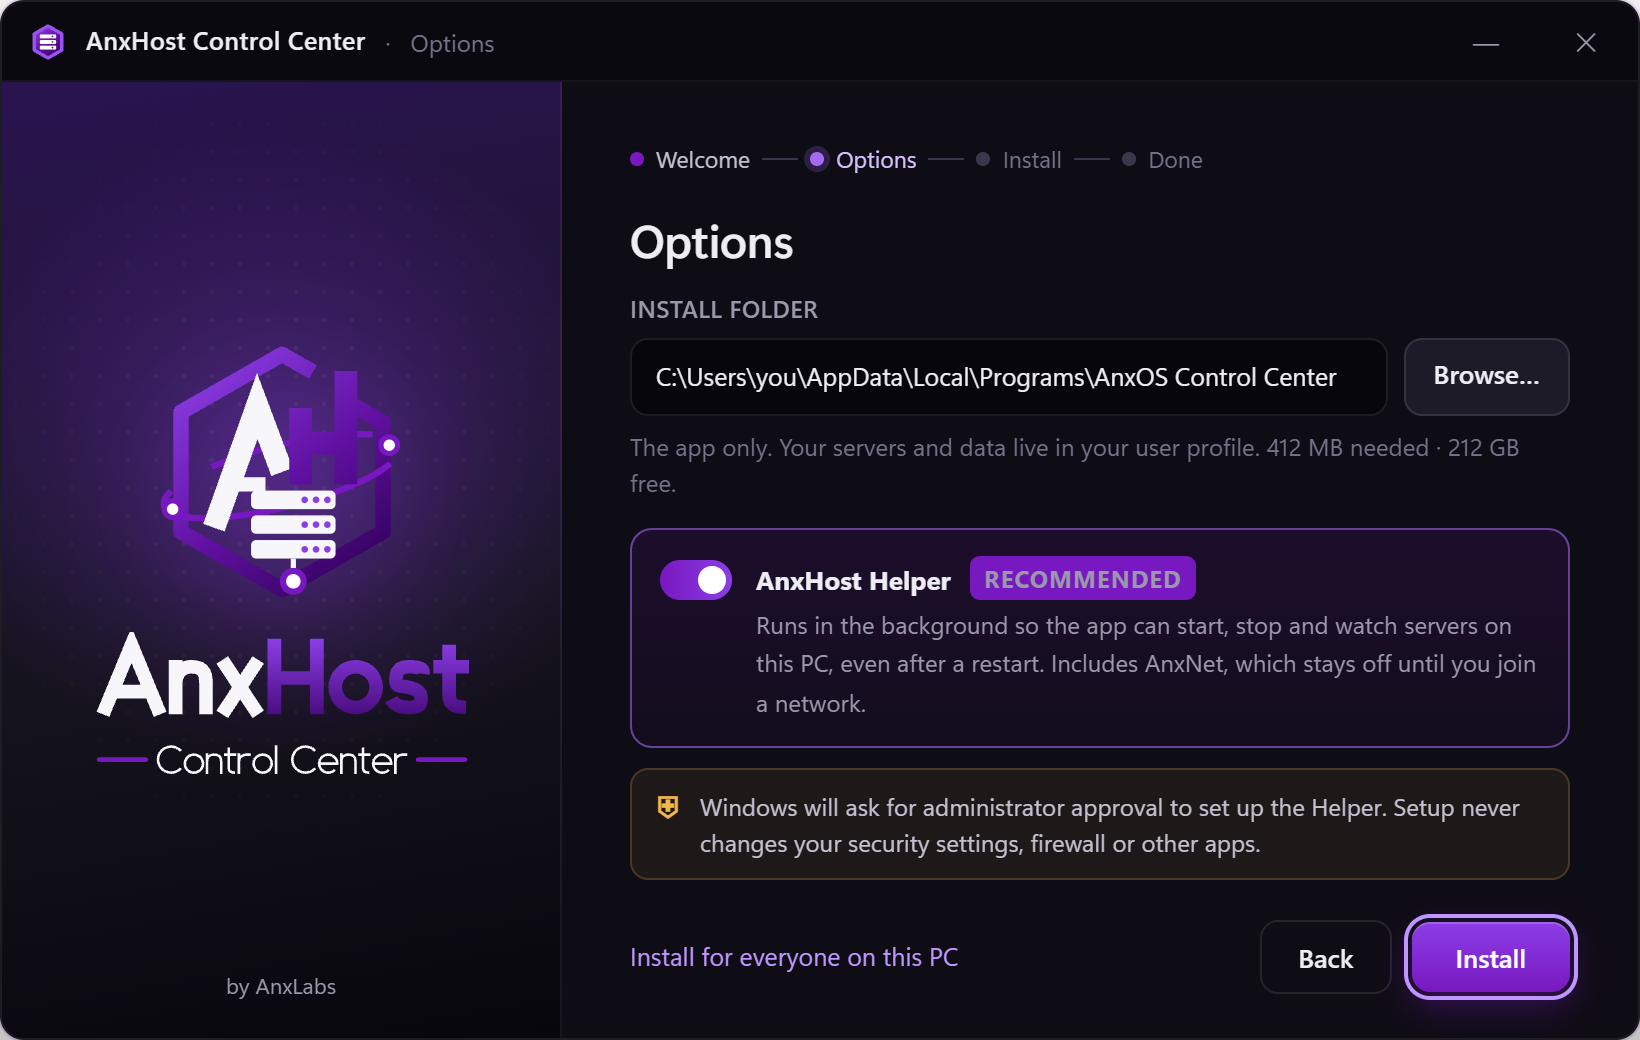 AnxHost Control Center · Options
Welcome
Options
Install
Done
Options
INSTALL FOLDER
C:\Users\you\AppData\Local\Programs\AnxOS Control Center
Browse...
The app only. Your servers and data live in your user profile. 412 MB needed · 212 GB
free.
AnxHost Helper
RECOMMENDED
Runs in the background so the app can start, stop and watch servers on
this PC, even after a restart. Includes AnxNet, which stays off until you join
a network.
Windows will ask for administrator approval to set up the Helper. Setup never
changes your security settings, firewall or other apps.
Install for everyone on this PC
Back
Install
AH
AnxHost
Control Center
by AnxLabs